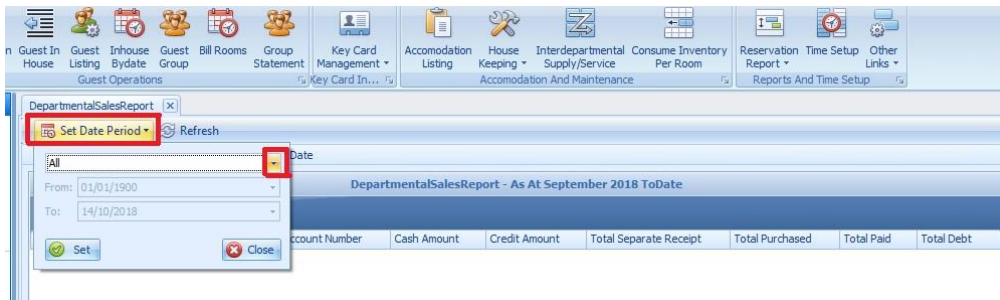 n Guest In Guest Inhouse Guest Bill Rooms Group Key Card Accomodation House Interdepartmental Consume Inventory Reservation Time Setup Other
House Listing Bydate Group Statement Management Listing Keeping Supply/Service Per Room Report Links
Guest Operations Key Card In... Accomodation And Maintenance Reports And Time Setup
DepartmentalSalesReport
Set Date Period Refresh
All Date
From: 01/01/1900 DepartmentalSalesReport - As At September 2018 ToDate
To: 14/10/2018
Set Close ccount Number Cash Amount Credit Amount Total Separate Receipt Total Purchased Total Paid Total Debt